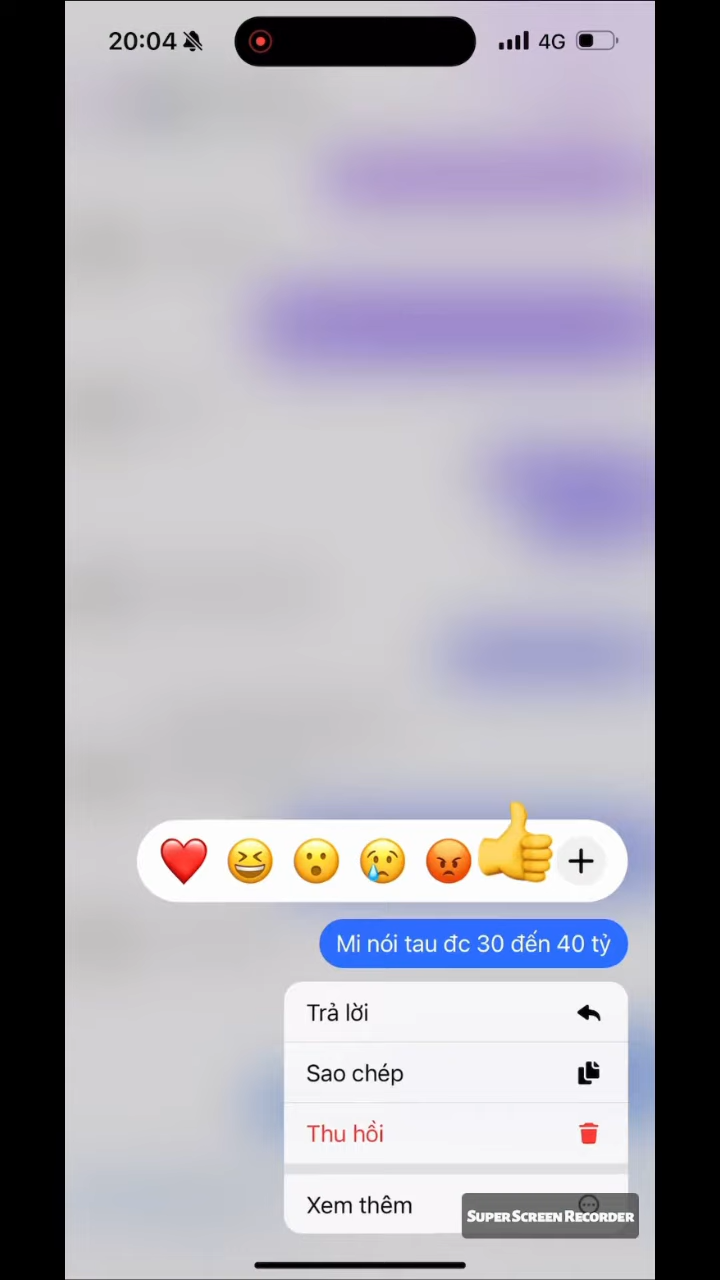 20:04
4G
Mi nói tau đc 30 đến 40 tỷ
Trả lời
Sao chép
Thu hồi
Xem thêm
SUPER SCREEN RECORDER